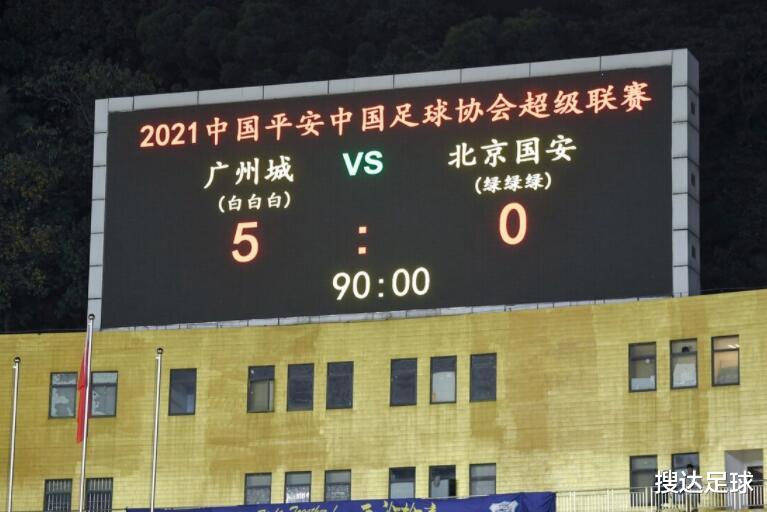 2021中国平安中国足球协会超级联赛
广州城 VS 北京国安
(白白白) (绿绿绿)
5 : 0
90:00
搜达足球